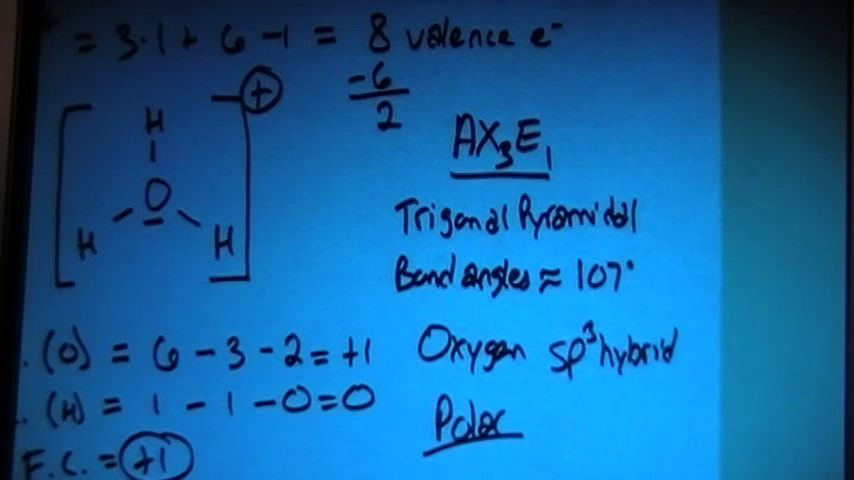 = 3·1 + 6 - 1 = 8 valence e⁻
-6
2
+
H
O
H H
AX₃E₁
Trigonal Pyramidal
Bond angles ≈ 107°
. (O) = 6 - 3 - 2 = +1
Oxygen sp³ hybrid
. (H) = 1 - 1 - 0 = 0
Polar
F.C. = +1